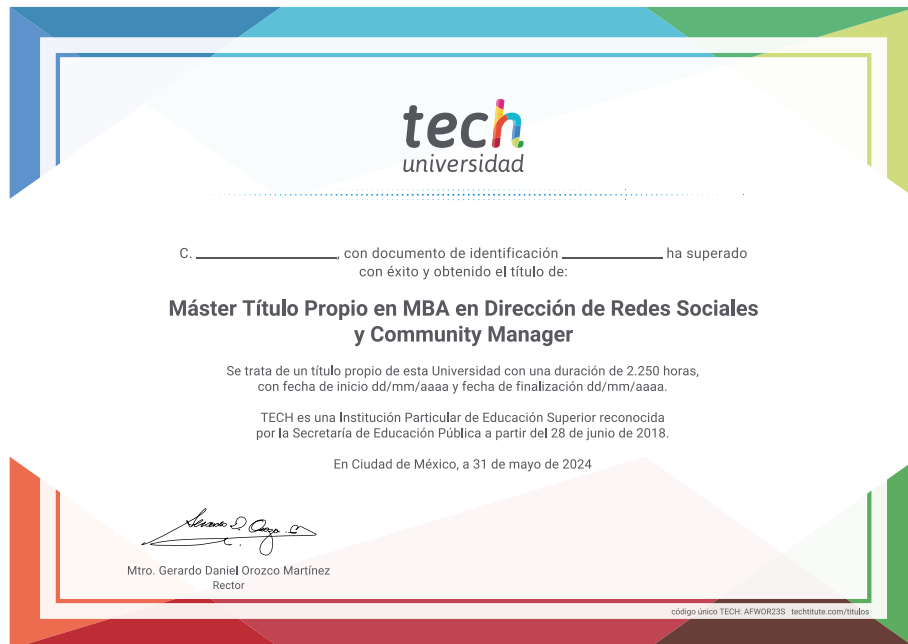 tech
universidad
C. ____________, con documento de identificación ____________ ha superado
con éxito y obtenido el título de:
Máster Título Propio en MBA en Dirección de Redes Sociales
y Community Manager
Se trata de un título propio de esta Universidad con una duración de 2.250 horas,
con fecha de inicio dd/mm/aaaa y fecha de finalización dd/mm/aaaa.
TECH es una Institución Particular de Educación Superior reconocida
por la Secretaría de Educación Pública a partir del 28 de junio de 2018.
En Ciudad de México, a 31 de mayo de 2024
Mtro. Gerardo Daniel Orozco Martínez
Rector
código único TECH: AFWOR23S techtitute.com/titulos